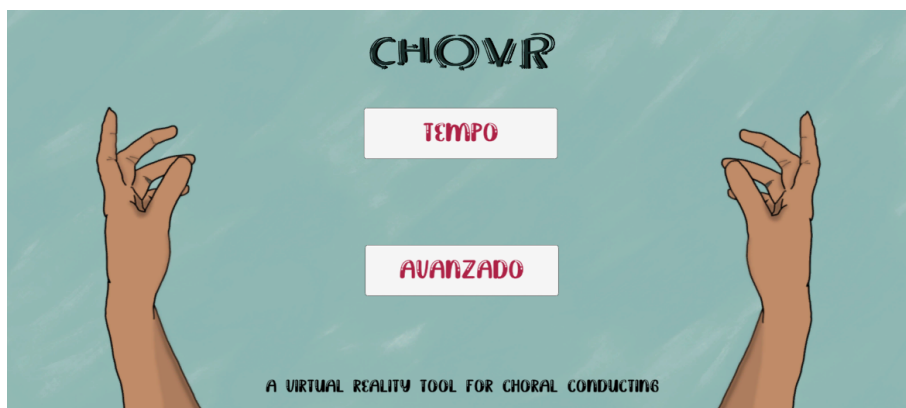 CHOVR
TEMPO
AVANZADO
A VIRTUAL REALITY TOOL FOR CHORAL CONDUCTING